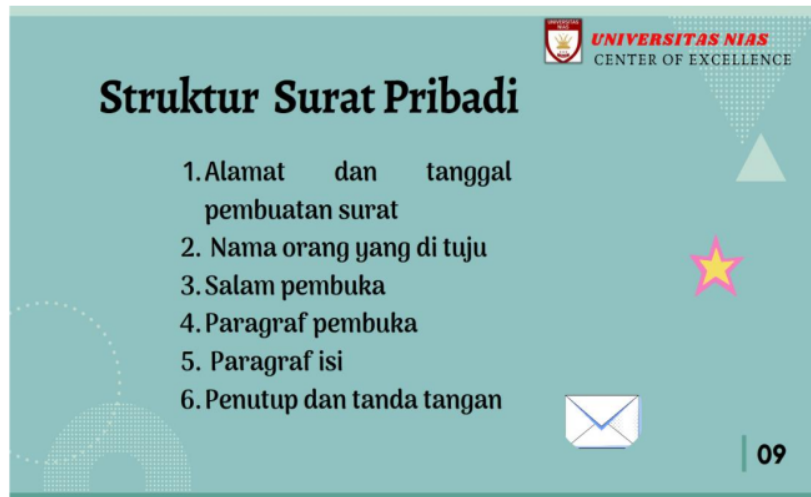 UNIVERSITAS NIAS
CENTER OF EXCELLENCE
Struktur Surat Pribadi
1. Alamat dan tanggal
pembuatan surat
2. Nama orang yang di tuju
3. Salam pembuka
4. Paragraf pembuka
5. Paragraf isi
6. Penutup dan tanda tangan
09